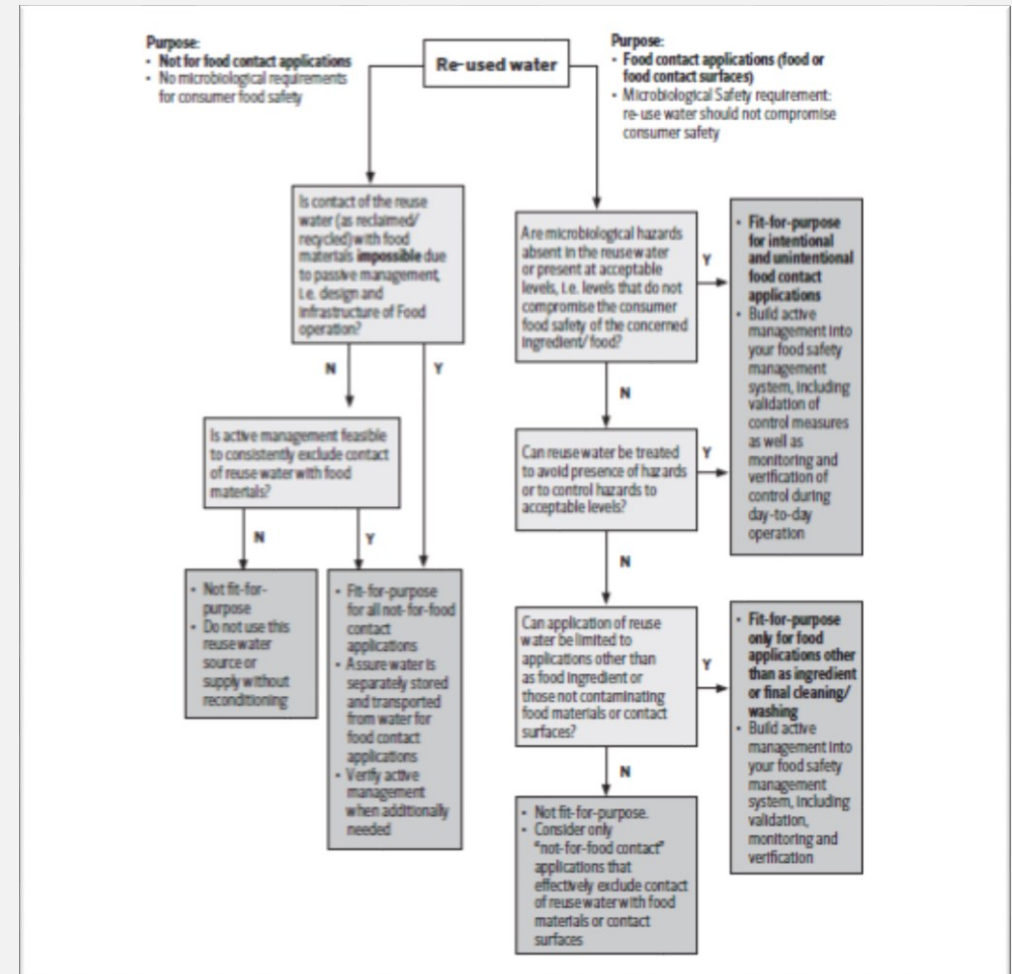 Re-used water
Purpose:
• Not for food contact applications
• No microbiological requirements
for consumer food safety
Purpose:
• Food contact applications (food or
food contact surfaces)
• Microbiological Safety requirement:
re-use water should not compromise
consumer safety
Is contact of the reuse
water (as reclaimed/
recycled) with food
materials impossible due
to passive management,
i.e. design and
infrastructure of Food
operation?
N
Y
Is active management feasible
to consistently exclude contact
of reuse water with food
materials?
N
Y
• Not fit-for-
purpose
• Do not use this
reuse water
source or
supply without
reconditioning
• Fit-for-purpose
for all not-for-food
contact
applications
• Assure water is
separately stored
and transported
from water for
food contact
applications
• Verify active
management
when additionally
needed
Are microbiological hazards
absent in the reuse water
or present at acceptable
levels, i.e. levels that do not
compromise the consumer
food safety of the concerned
ingredient/food?
Y
N
• Fit-for-purpose
for intentional
and unintentional
food contact
applications
• Build active
management into
your food safety
management
system, including
validation of
control measures
as well as
monitoring and
verification of
control during
day-to-day
operation
Can reuse water be treated
to avoid presence of hazards
or to control hazards to
acceptable levels?
Y
N
Can application of reuse
water be limited to
applications other than
as food ingredient or
those not contaminating
food materials or contact
surfaces?
Y
N
• Fit-for-purpose
only for food
applications other
than as ingredient
or final cleaning/
washing
• Build active
management into
your food safety
management
system, including
validation,
monitoring and
verification
• Not fit-for-purpose.
• Consider only
"not-for-food contact"
applications that
effectively exclude contact
of reuse water with food
materials or contact
surfaces